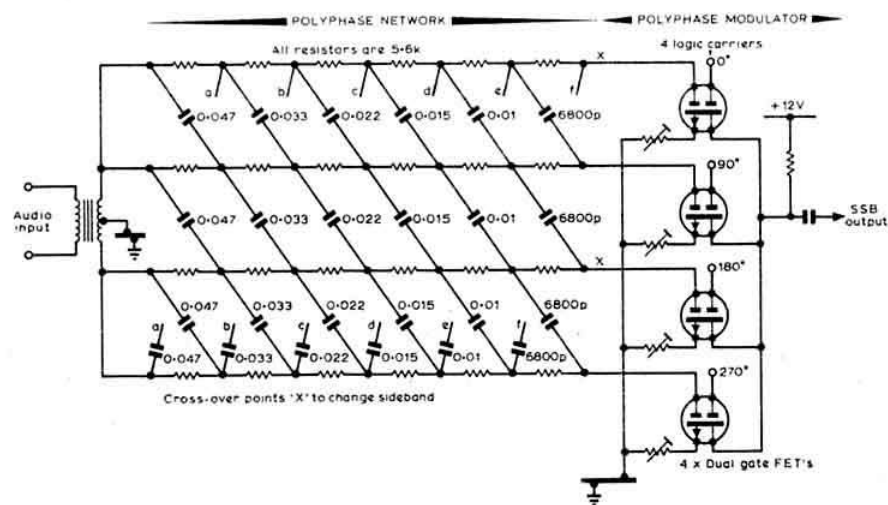 POLYPHASE NETWORK
POLYPHASE MODULATOR
All resistors are 5·6k
X
4 logic carriers
0°
a
b
c
d
e
f
+12V
0·047
0·033
0·022
0·015
0·01
6800p
90°
Audio
input
0·047
0·033
0·022
0·015
0·01
6800p
SSB
output
X
180°
0·047
0·033
0·022
0·015
0·01
6800p
a
b
c
d
e
f
0·047
0·033
0·022
0·015
0·01
6800p
270°
Cross-over points 'X' to change sideband
4 x Dual gate FET's